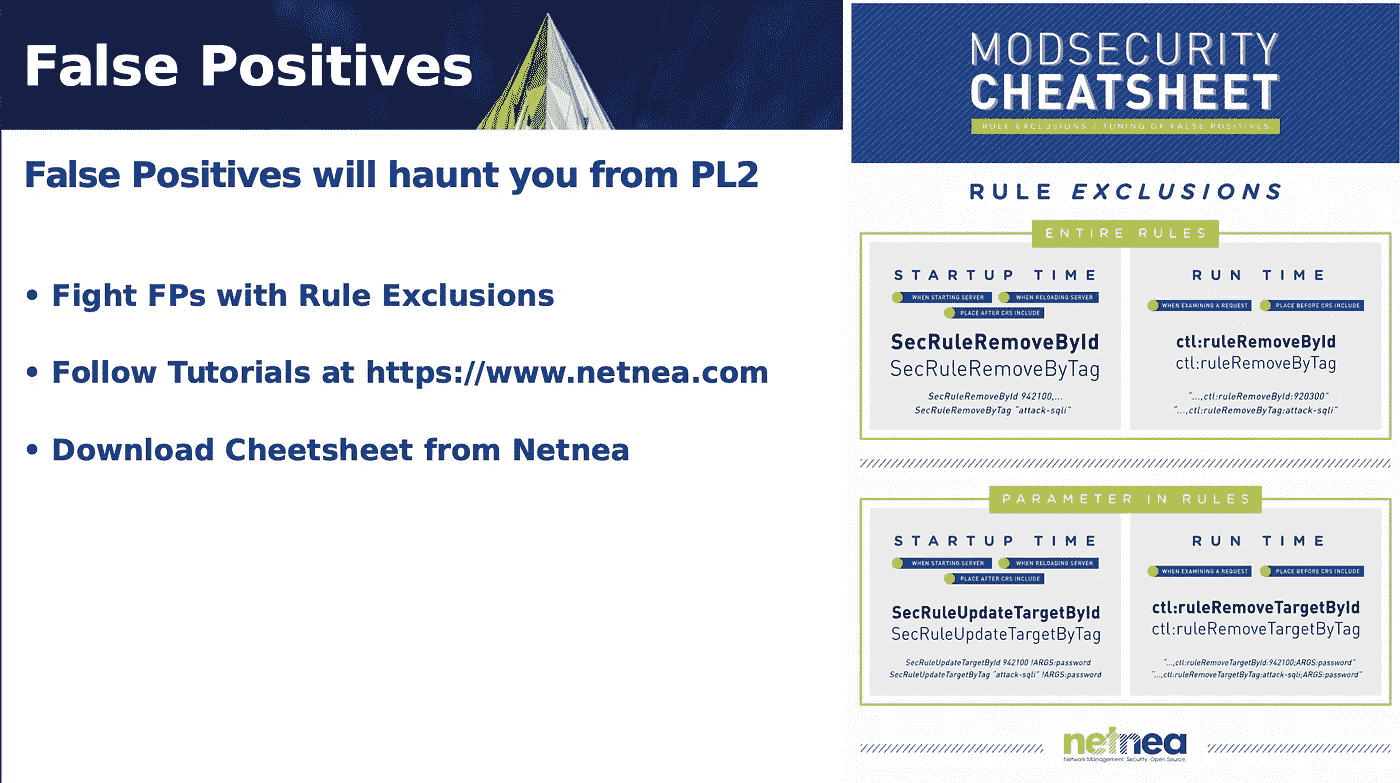 False Positives
False Positives will haunt you from PL2
• Fight FPs with Rule Exclusions
• Follow Tutorials at https://www.netnea.com
• Download Cheetsheet from Netnea
MODSECURITY
CHEATSHEET
RULE EXCLUSIONS / TUNING OF FALSE POSITIVES
RULE EXCLUSIONS
ENTIRE RULES
STARTUP TIME
WHEN STARTING SERVER
WHEN RELOADING SERVER
PLACE AFTER CRS INCLUDE
SecRuleRemoveById
SecRuleRemoveByTag
SecRuleRemoveById 942100,...
SecRuleRemoveByTag "attack-sqli"
RUN TIME
WHEN EXAMINING A REQUEST
PLACE BEFORE CRS INCLUDE
ctl:ruleRemoveById
ctl:ruleRemoveByTag
"...,ctl:ruleRemoveById:920300"
"...,ctl:ruleRemoveByTag:attack-sqli"
PARAMETER IN RULES
STARTUP TIME
WHEN STARTING SERVER
WHEN RELOADING SERVER
PLACE AFTER CRS INCLUDE
SecRuleUpdateTargetById
SecRuleUpdateTargetByTag
SecRuleUpdateTargetById 942100 !ARGS:password
SecRuleUpdateTargetByTag "attack-sqli" !ARGS:password
RUN TIME
WHEN EXAMINING A REQUEST
PLACE BEFORE CRS INCLUDE
ctl:ruleRemoveTargetById
ctl:ruleRemoveTargetByTag
"...,ctl:ruleRemoveTargetById:942100;ARGS:password"
"...,ctl:ruleRemoveTargetByTag:attack-sqli;ARGS:password"
netnea
Network Management. Security. Open Source.